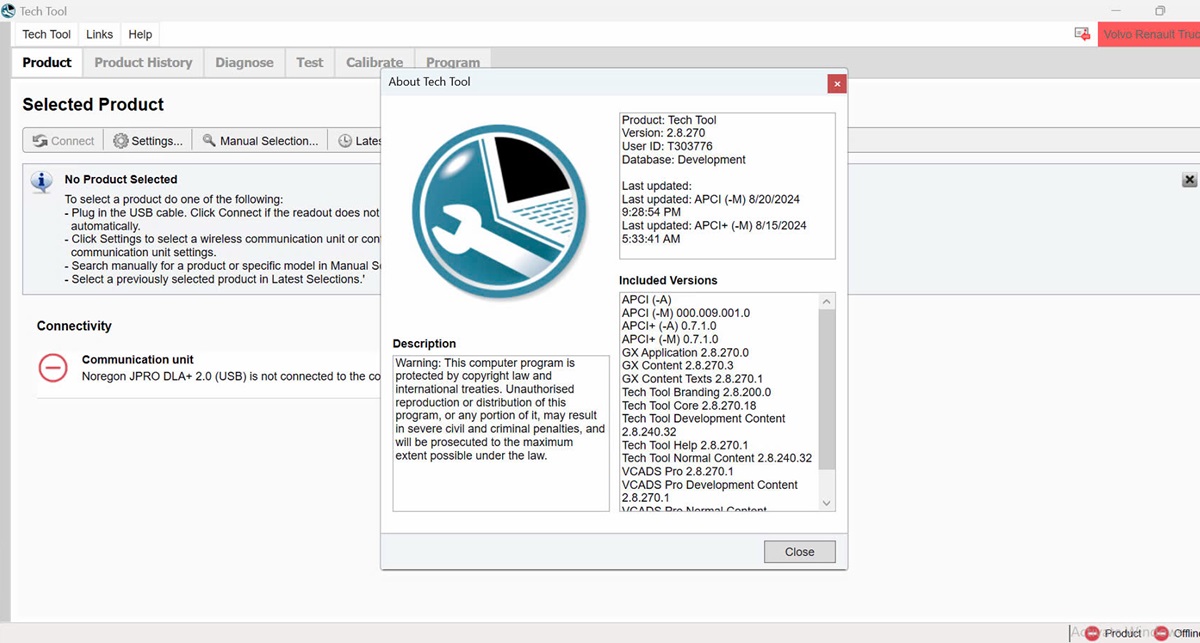 Tech Tool
Tech Tool Links Help
Volvo Renault Truc
Product Product History Diagnose Test Calibrate Program
Selected Product
Connect Settings... Manual Selection... Lates
No Product Selected
To select a product do one of the following:
- Plug in the USB cable. Click Connect if the readout does not
automatically.
- Click Settings to select a wireless communication unit or con
communication unit settings.
- Search manually for a product or specific model in Manual S
- Select a previously selected product in Latest Selections.'
Connectivity
Communication unit
Noregon JPRO DLA+ 2.0 (USB) is not connected to the co
About Tech Tool
Product: Tech Tool
Version: 2.8.270
User ID: T303776
Database: Development
Last updated:
Last updated: APCI (-M) 8/20/2024
9:28:54 PM
Last updated: APCI+ (-M) 8/15/2024
5:33:41 AM
Included Versions
APCI (-A)
APCI (-M) 000.009.001.0
APCI+ (-A) 0.7.1.0
APCI+ (-M) 0.7.1.0
GX Application 2.8.270.0
GX Content 2.8.270.3
GX Content Texts 2.8.270.1
Tech Tool Branding 2.8.200.0
Tech Tool Core 2.8.270.18
Tech Tool Development Content
2.8.240.32
Tech Tool Help 2.8.270.1
Tech Tool Normal Content 2.8.240.32
VCADS Pro 2.8.270.1
VCADS Pro Development Content
2.8.270.1
VCADS Pro Normal Content
Description
Warning: This computer program is
protected by copyright law and
international treaties. Unauthorised
reproduction or distribution of this
program, or any portion of it, may result
in severe civil and criminal penalties, and
will be prosecuted to the maximum
extent possible under the law.
Close
Product Offlin